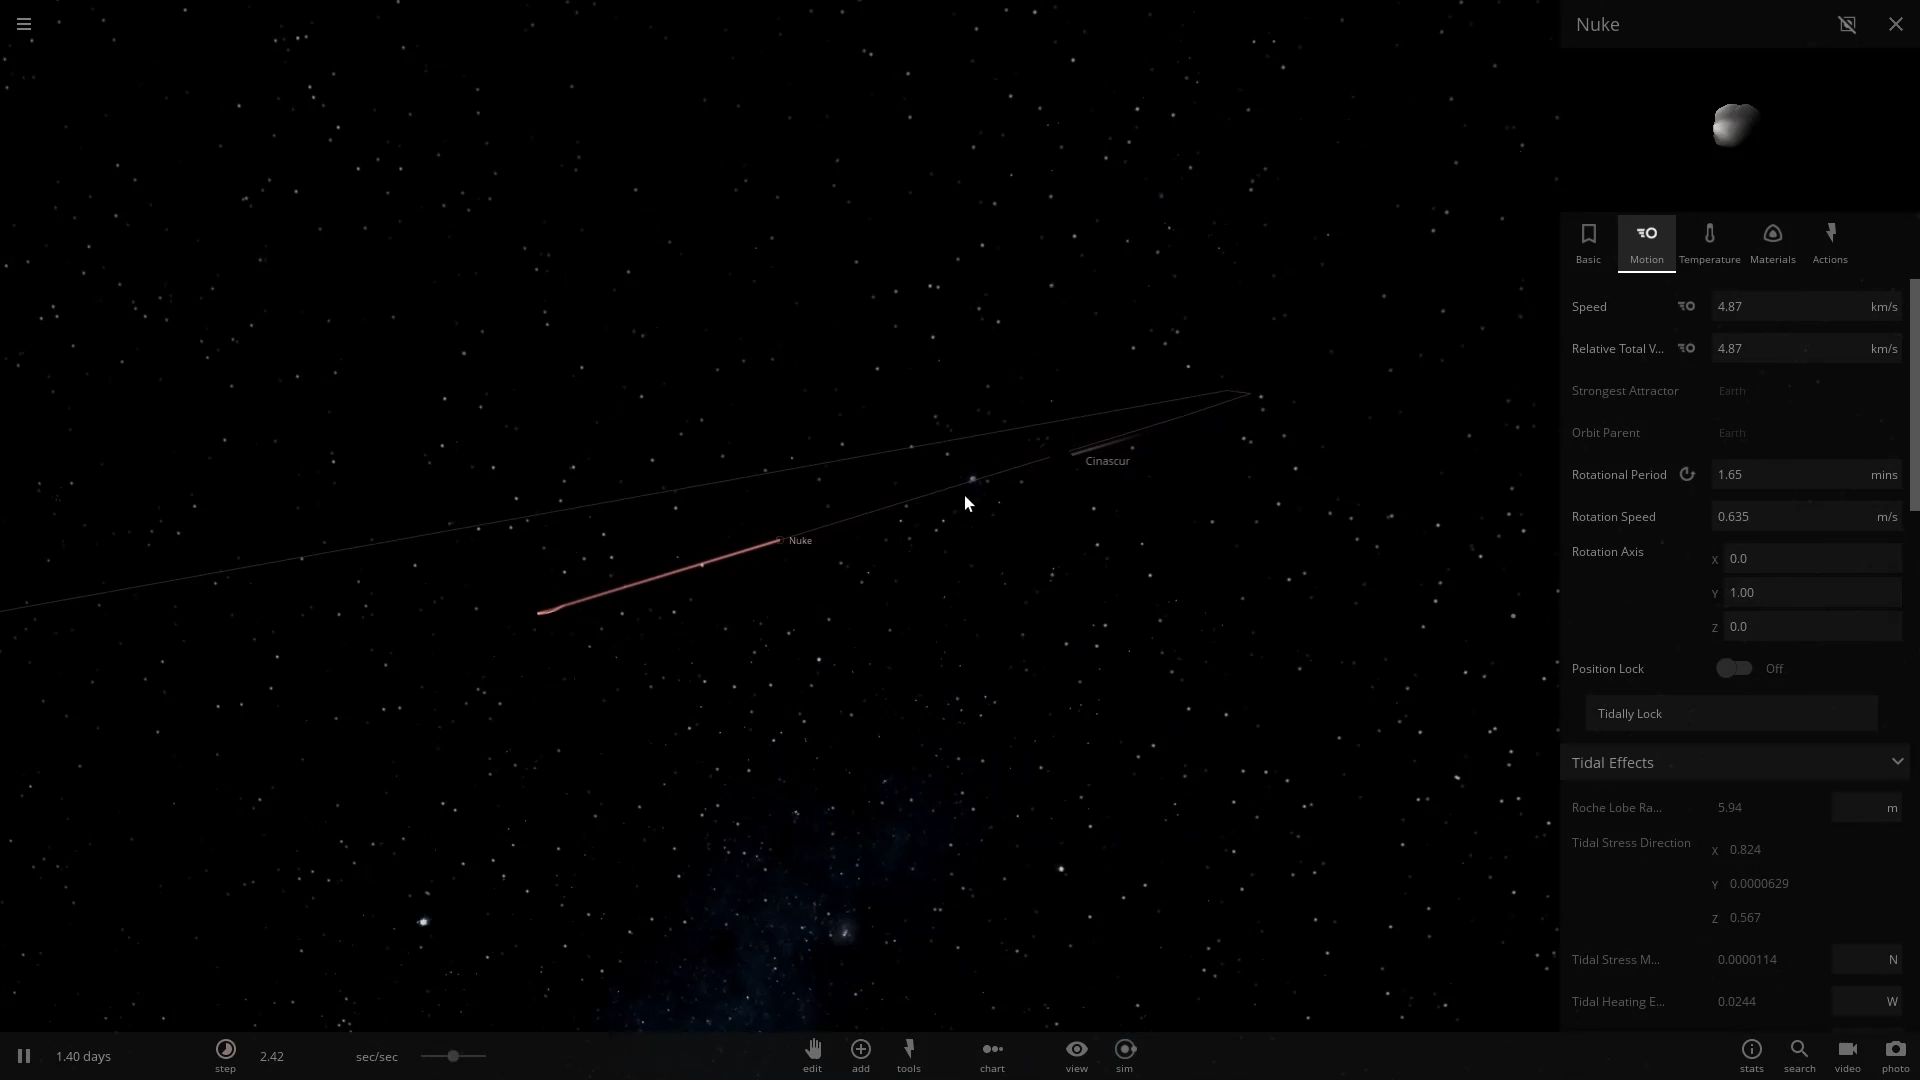 Nuke
Basic
Motion
Temperature
Materials
Actions
Speed 4.87 km/s
Relative Total V... 4.87 km/s
Strongest Attractor Earth
Orbit Parent Earth
Rotational Period 1.65 mins
Rotation Speed 0.635 m/s
Rotation Axis
X 0.0
Y 1.00
Z 0.0
Position Lock Off
Tidally Lock
Tidal Effects
Roche Lobe Ra... 5.94 m
Tidal Stress Direction
X 0.824
Y 0.0000629
Z 0.567
Tidal Stress M... 0.0000114 N
Tidal Heating E... 0.0244 W
Cinascur
Nuke
1.40 days
step
2.42 sec/sec
edit
add
tools
chart
view
sim
stats
search
video
photo